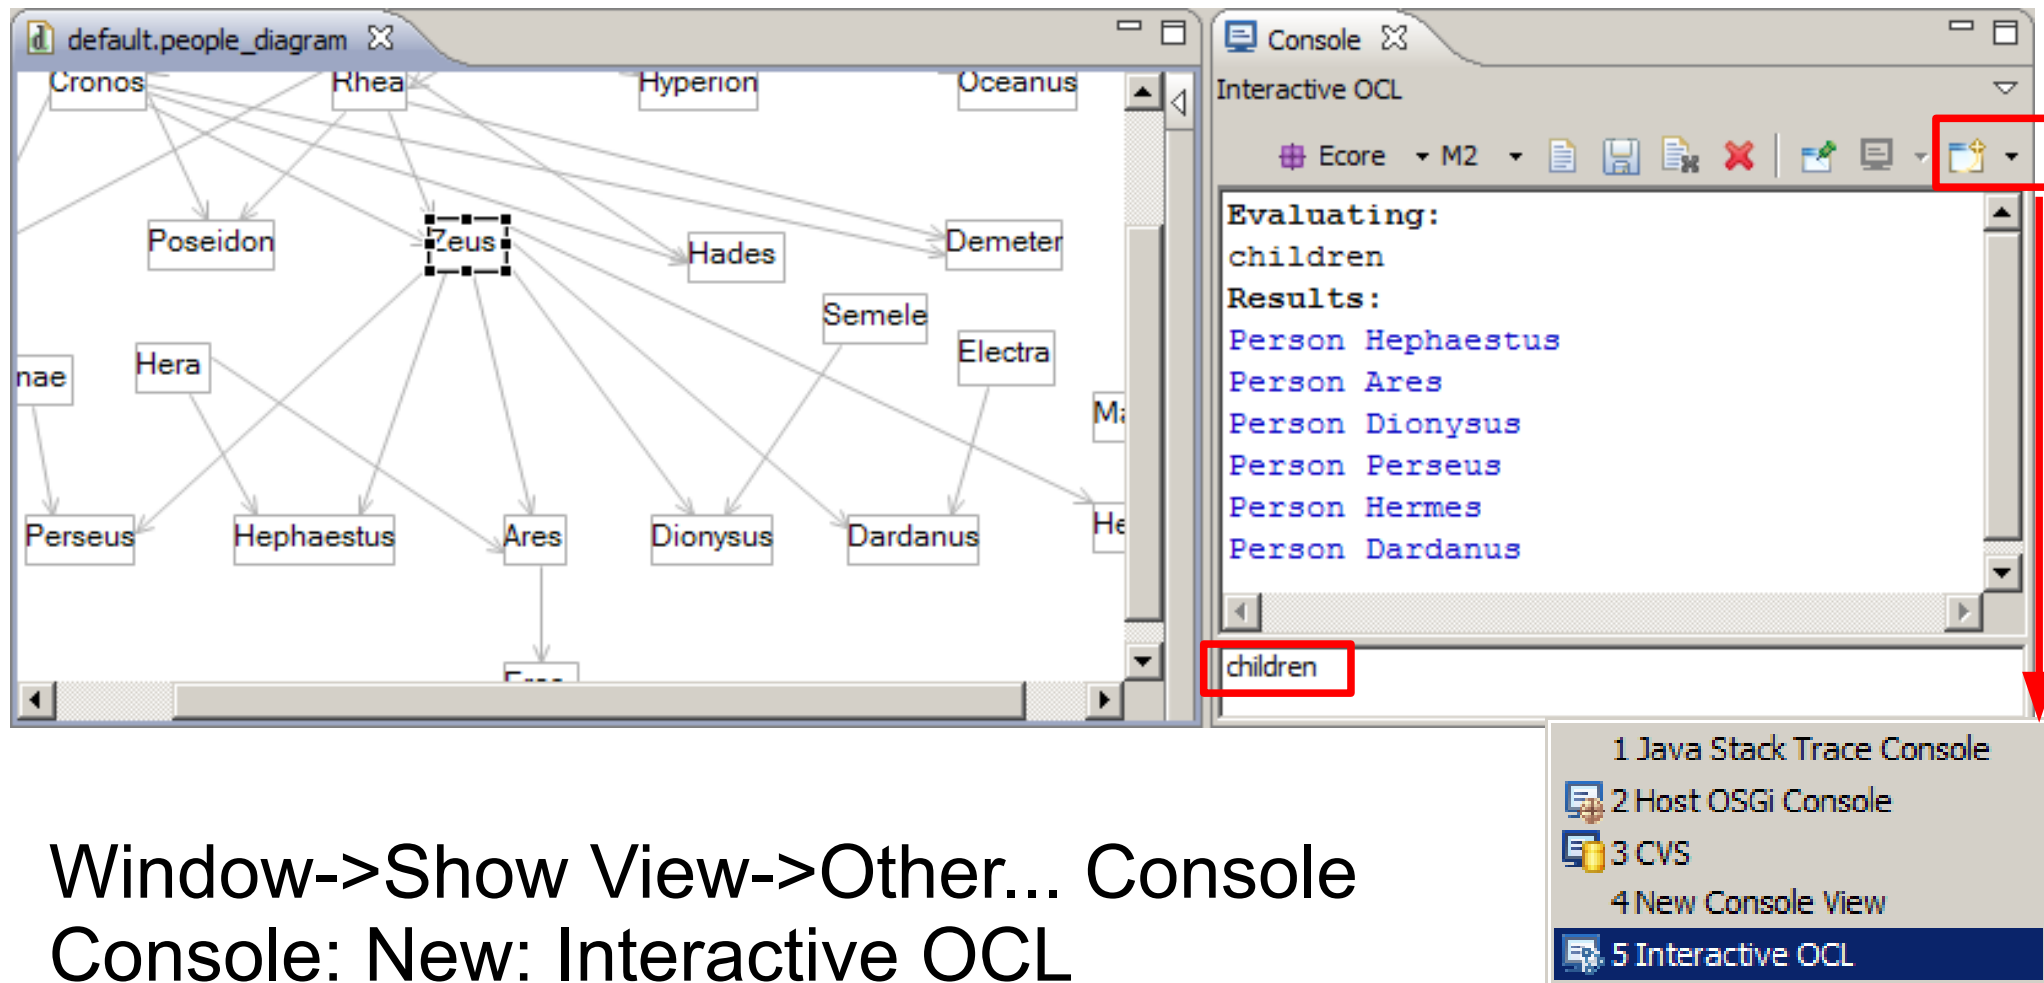 default.people_diagram
Cronos
Rhea
Hyperion
Oceanus
Poseidon
Zeus
Hades
Demeter
Semele
Electra
nae
Hera
Ma
Perseus
Hephaestus
Ares
Dionysus
Dardanus
He
Console
Interactive OCL
Ecore
M2
Evaluating:
children
Results:
Person Hephaestus
Person Ares
Person Dionysus
Person Perseus
Person Hermes
Person Dardanus
children
1 Java Stack Trace Console
2 Host OSGi Console
3 CVS
4 New Console View
5 Interactive OCL
Window->Show View->Other... Console
Console: New: Interactive OCL